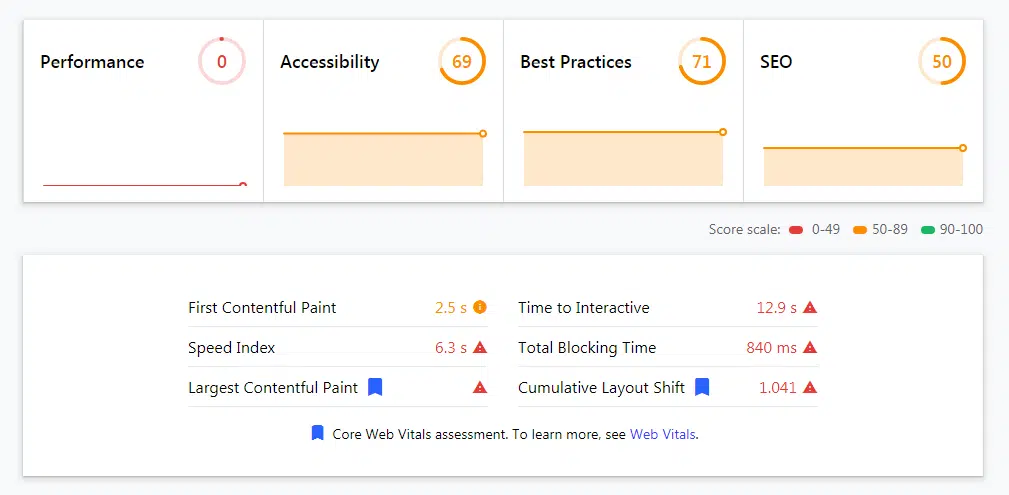 Performance 0 Accessibility 69 Best Practices 71 SEO 50
Score scale: 0-49 50-89 90-100
First Contentful Paint 2.5 s Time to Interactive 12.9 s
Speed Index 6.3 s Total Blocking Time 840 ms
Largest Contentful Paint Cumulative Layout Shift 1.041
Core Web Vitals assessment. To learn more, see Web Vitals.